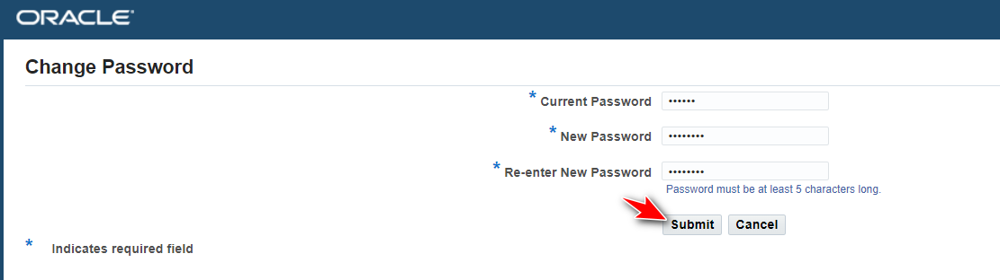 ORACLE
Change Password
* Current Password ••••••
* New Password ••••••••
* Re-enter New Password ••••••••
Password must be at least 5 characters long.
Submit Cancel
* Indicates required field